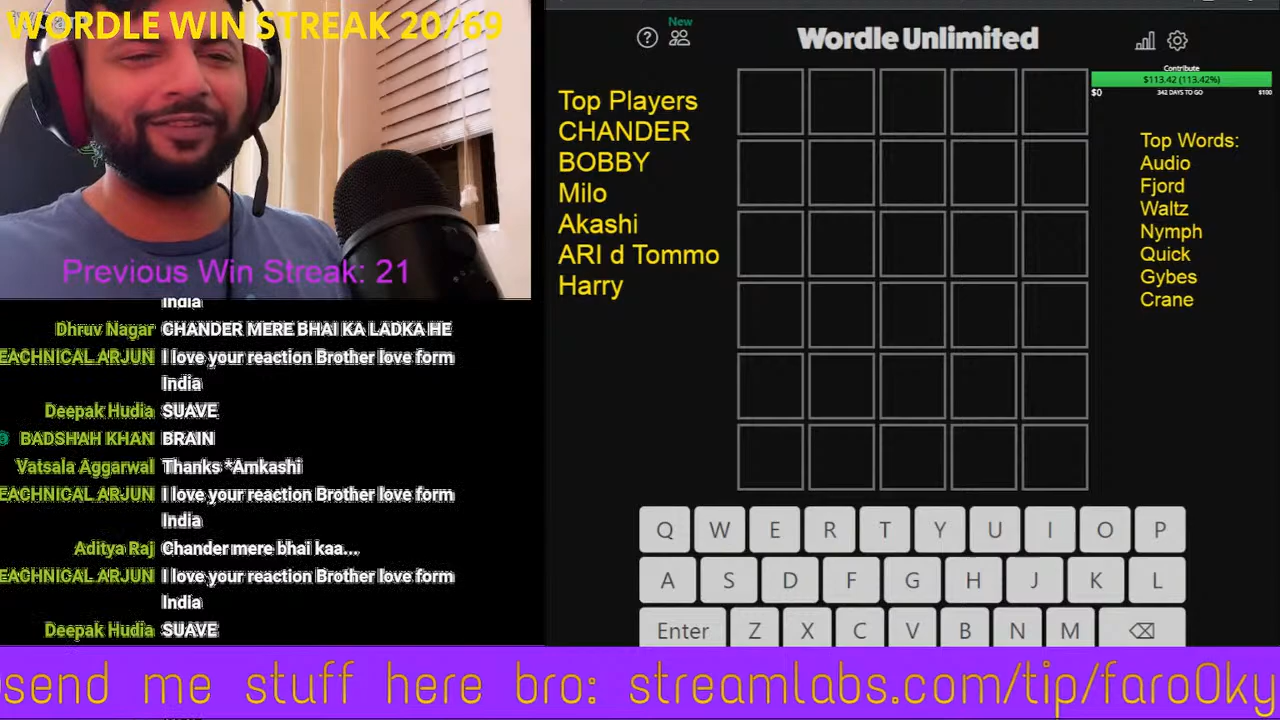 WORDLE WIN STREAK 20/69
Previous Win Streak: 21
India
Dhruv Nagar CHANDER MERE BHAI KA LADKA HE
EACHNICAL ARJUN I love your reaction Brother love form
India
Deepak Hudia SUAVE
BADSHAH KHAN BRAIN
Vatsala Aggarwal Thanks *Amkashi
EACHNICAL ARJUN I love your reaction Brother love form
India
Aditya Raj Chander mere bhai kaa...
EACHNICAL ARJUN I love your reaction Brother love form
India
Deepak Hudia SUAVE
New
Wordle Unlimited
Top Players
CHANDER
BOBBY
Milo
Akashi
ARI d Tommo
Harry
Contribute
$113.42 (113.42%)
$0 342 DAYS TO GO $100
Top Words:
Audio
Fjord
Waltz
Nymph
Quick
Gybes
Crane
Q W E R T Y U I O P
A S D F G H J K L
Enter Z X C V B N M
send me stuff here bro: streamlabs.com/tip/faro0ky